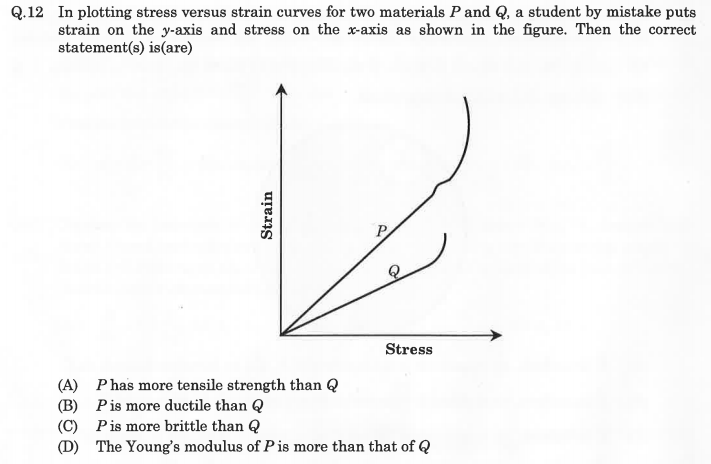 Q.12 In plotting stress versus strain curves for two materials P and Q, a student by mistake puts
strain on the y-axis and stress on the x-axis as shown in the figure. Then the correct
statement(s) is(are)
Strain
P
Q
Stress
(A) P has more tensile strength than Q
(B) P is more ductile than Q
(C) P is more brittle than Q
(D) The Young's modulus of P is more than that of Q